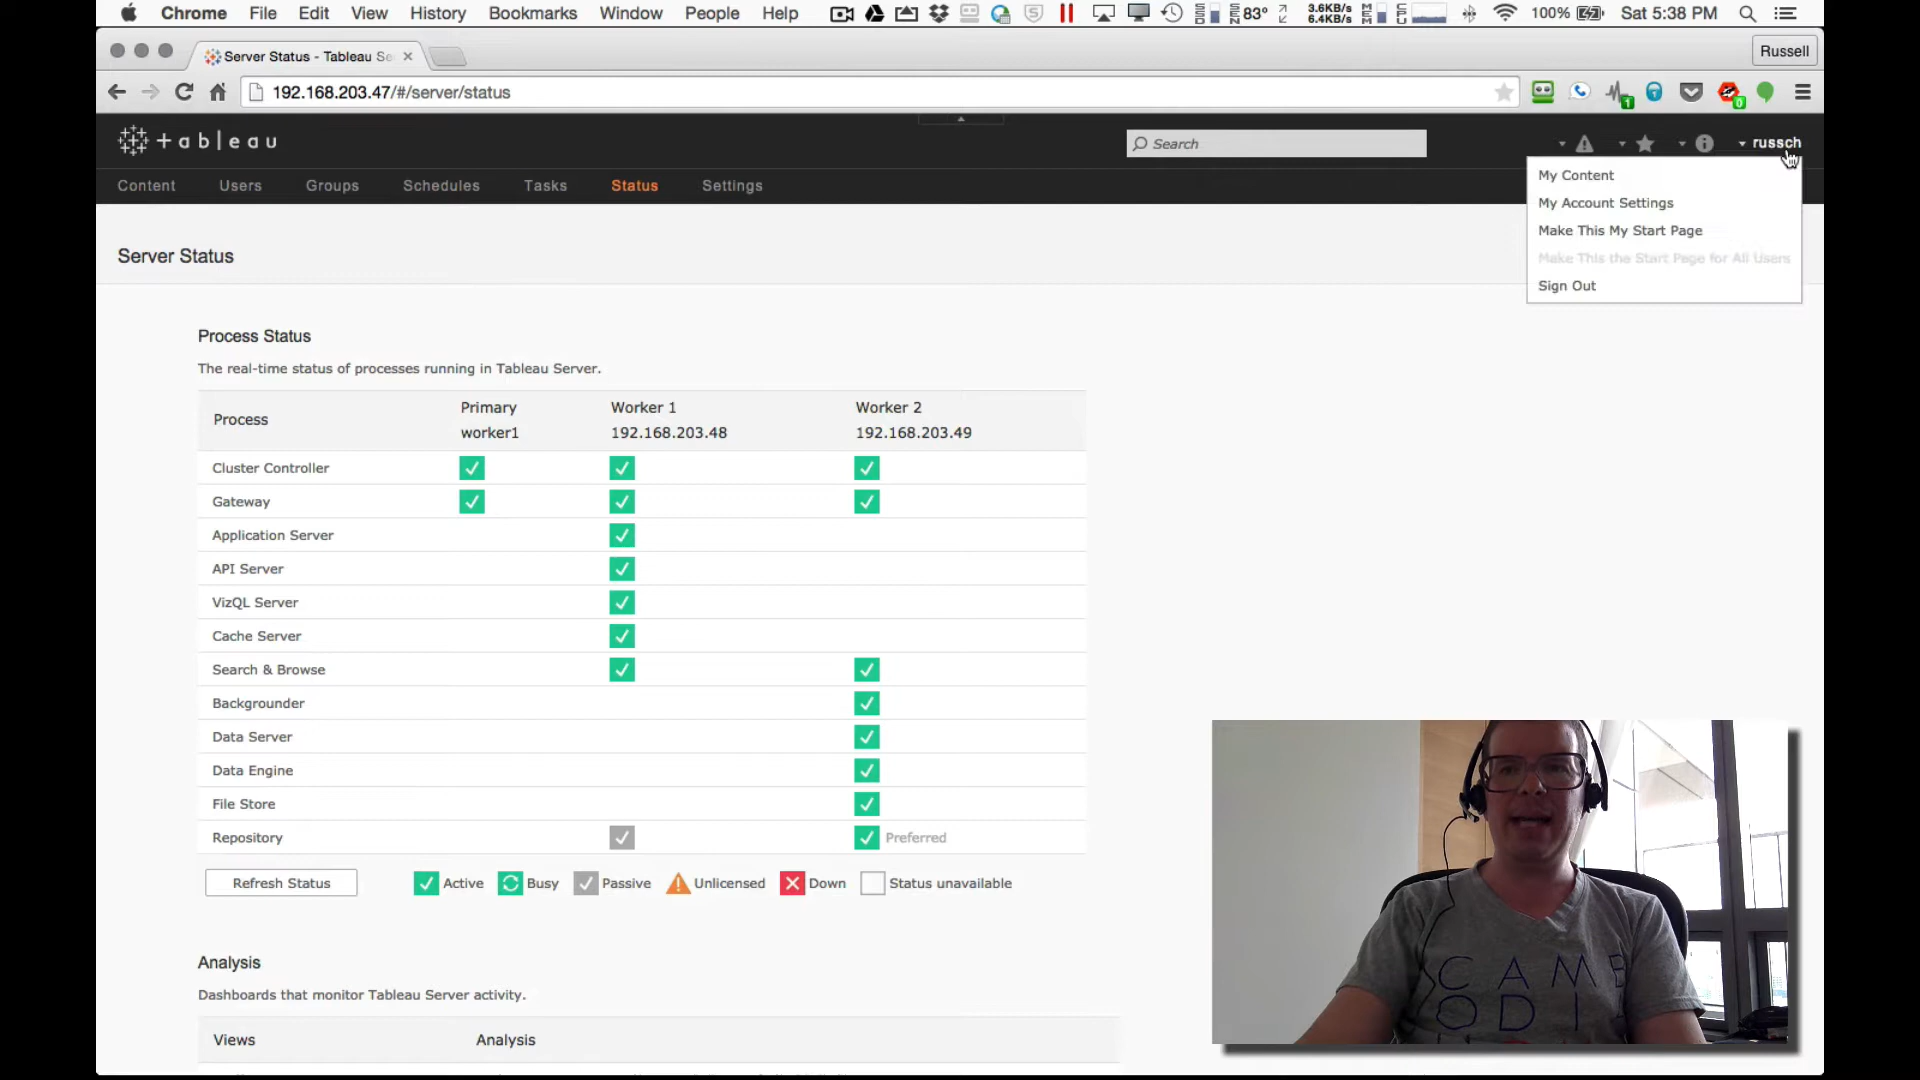 Chrome File Edit View History Bookmarks Window People Help 83° 3.6KB/s 6.4KB/s 100% Sat 5:38 PM
Server Status - Tableau Se Russell
192.168.203.47/#/server/status
+ableau Search russch
Content Users Groups Schedules Tasks Status Settings
My Content
My Account Settings
Make This My Start Page
Make This the Start Page for All Users
Sign Out
Server Status
Process Status
The real-time status of processes running in Tableau Server.
Process Primary Worker 1 Worker 2
worker1 192.168.203.48 192.168.203.49
Cluster Controller
Gateway
Application Server
API Server
VizQL Server
Cache Server
Search & Browse
Backgrounder
Data Server
Data Engine
File Store
Repository Preferred
Refresh Status Active Busy Passive Unlicensed Down Status unavailable
Analysis
Dashboards that monitor Tableau Server activity.
Views Analysis
CAMB
ODI